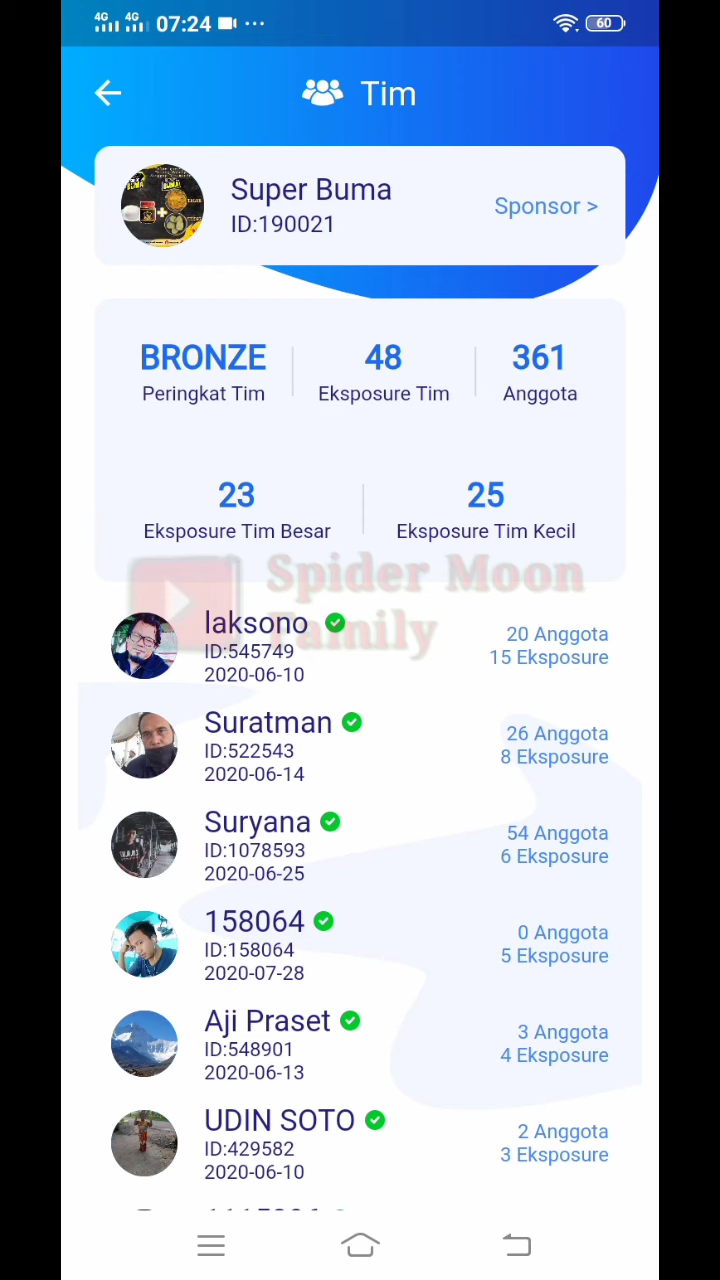 4G 4G 07:24 ... 60
Tim
Super Buma
ID:190021
Sponsor >
BRONZE
Peringkat Tim
48
Eksposure Tim
361
Anggota
23
Eksposure Tim Besar
25
Eksposure Tim Kecil
Spider Moon
Family
laksono
ID:545749
2020-06-10
20 Anggota
15 Eksposure
Suratman
ID:522543
2020-06-14
26 Anggota
8 Eksposure
Suryana
ID:1078593
2020-06-25
54 Anggota
6 Eksposure
158064
ID:158064
2020-07-28
0 Anggota
5 Eksposure
Aji Praset
ID:548901
2020-06-13
3 Anggota
4 Eksposure
UDIN SOTO
ID:429582
2020-06-10
2 Anggota
3 Eksposure